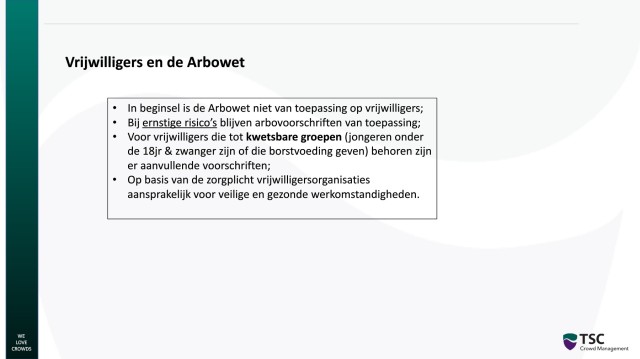 Vrijwilligers en de Arbowet
• In beginsel is de Arbowet niet van toepassing op vrijwilligers;
• Bij ernstige risico's blijven arbovoorschriften van toepassing;
• Voor vrijwilligers die tot kwetsbare groepen (jongeren onder
de 18jr & zwanger zijn of die borstvoeding geven) behoren zijn
er aanvullende voorschriften;
• Op basis van de zorgplicht vrijwilligersorganisaties
aansprakelijk voor veilige en gezonde werkomstandigheden.
WE
LOVE
CROWDS
TSC
Crowd Management